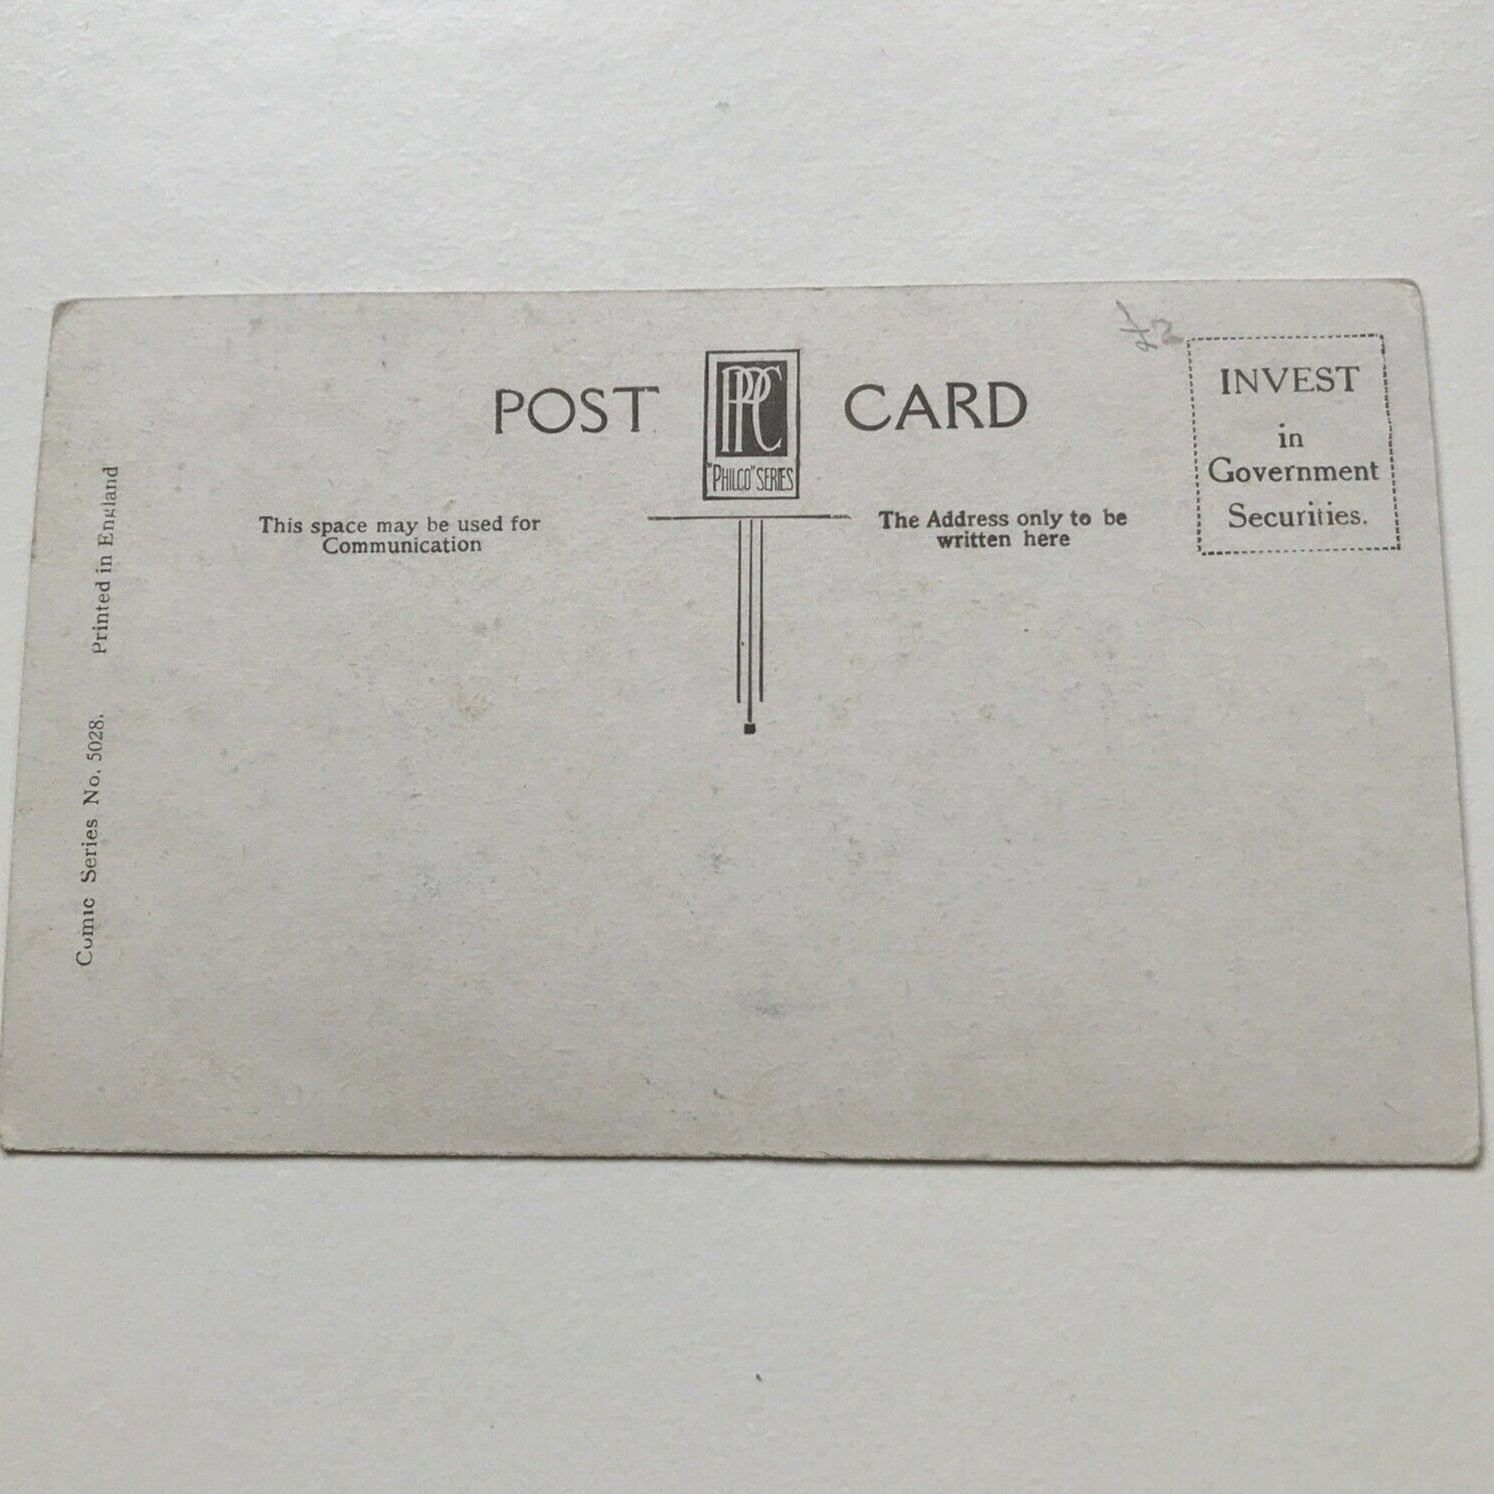 POST CARD
PPC
"PHILCO" SERIES
£2
INVEST
in
Government
Securities.
This space may be used for
Communication
The Address only to be
written here
Comic Series No. 5028. Printed in England